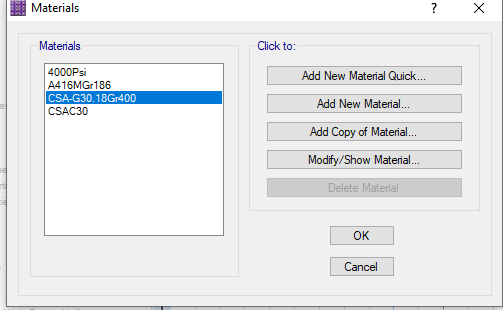 Materials
?
Materials
Click to:
4000Psi
A416MGr186
CSA-G30.18Gr400
CSAC30
Add New Material Quick...
Add New Material...
Add Copy of Material...
Modify/Show Material...
Delete Material
OK
Cancel